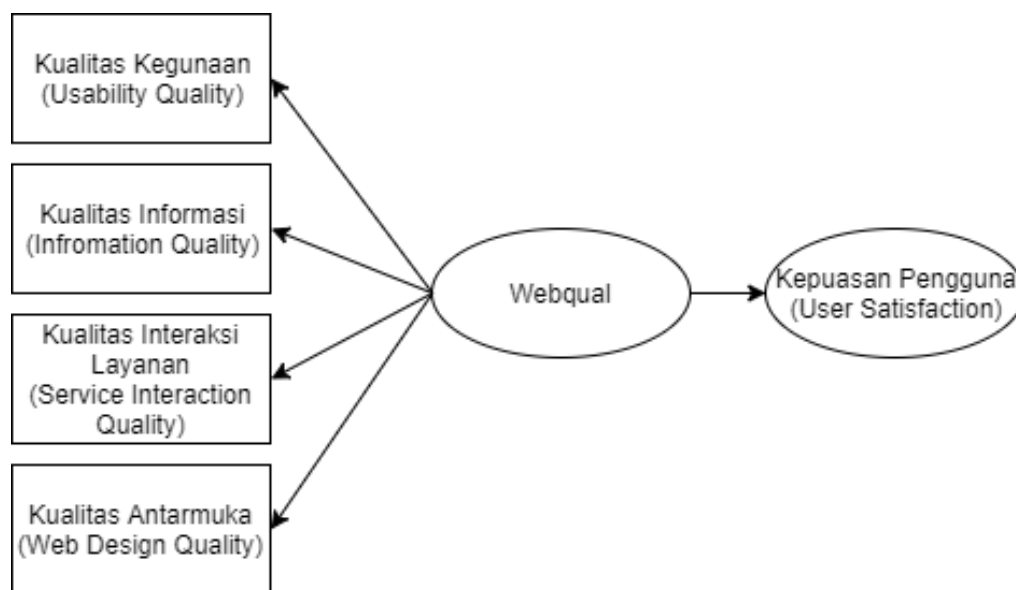 Kualitas Kegunaan
(Usability Quality)
Kualitas Informasi
(Infromation Quality)
Kualitas Interaksi
Layanan
(Service Interaction
Quality)
Kualitas Antarmuka
(Web Design Quality)
Webqual
Kepuasan Pengguna
(User Satisfaction)